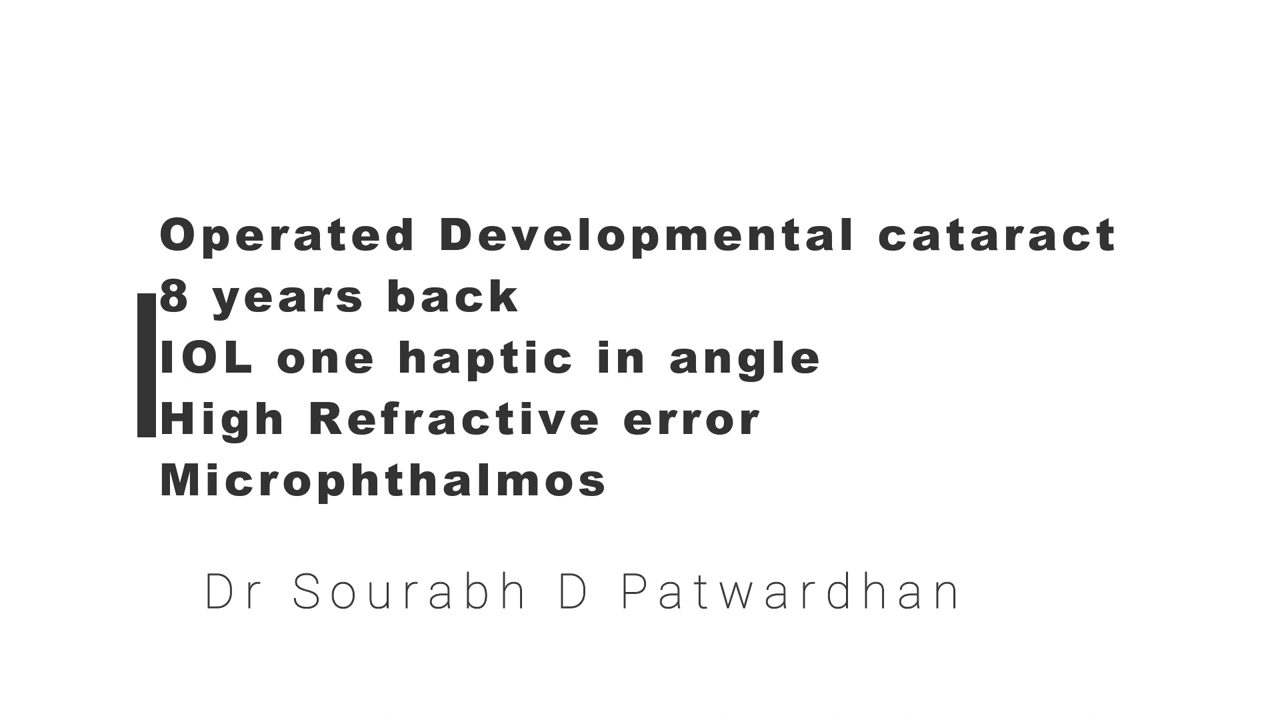 Operated Developmental cataract
8 years back
IOL one haptic in angle
High Refractive error
Microphthalmos
Dr Sourabh D Patwardhan